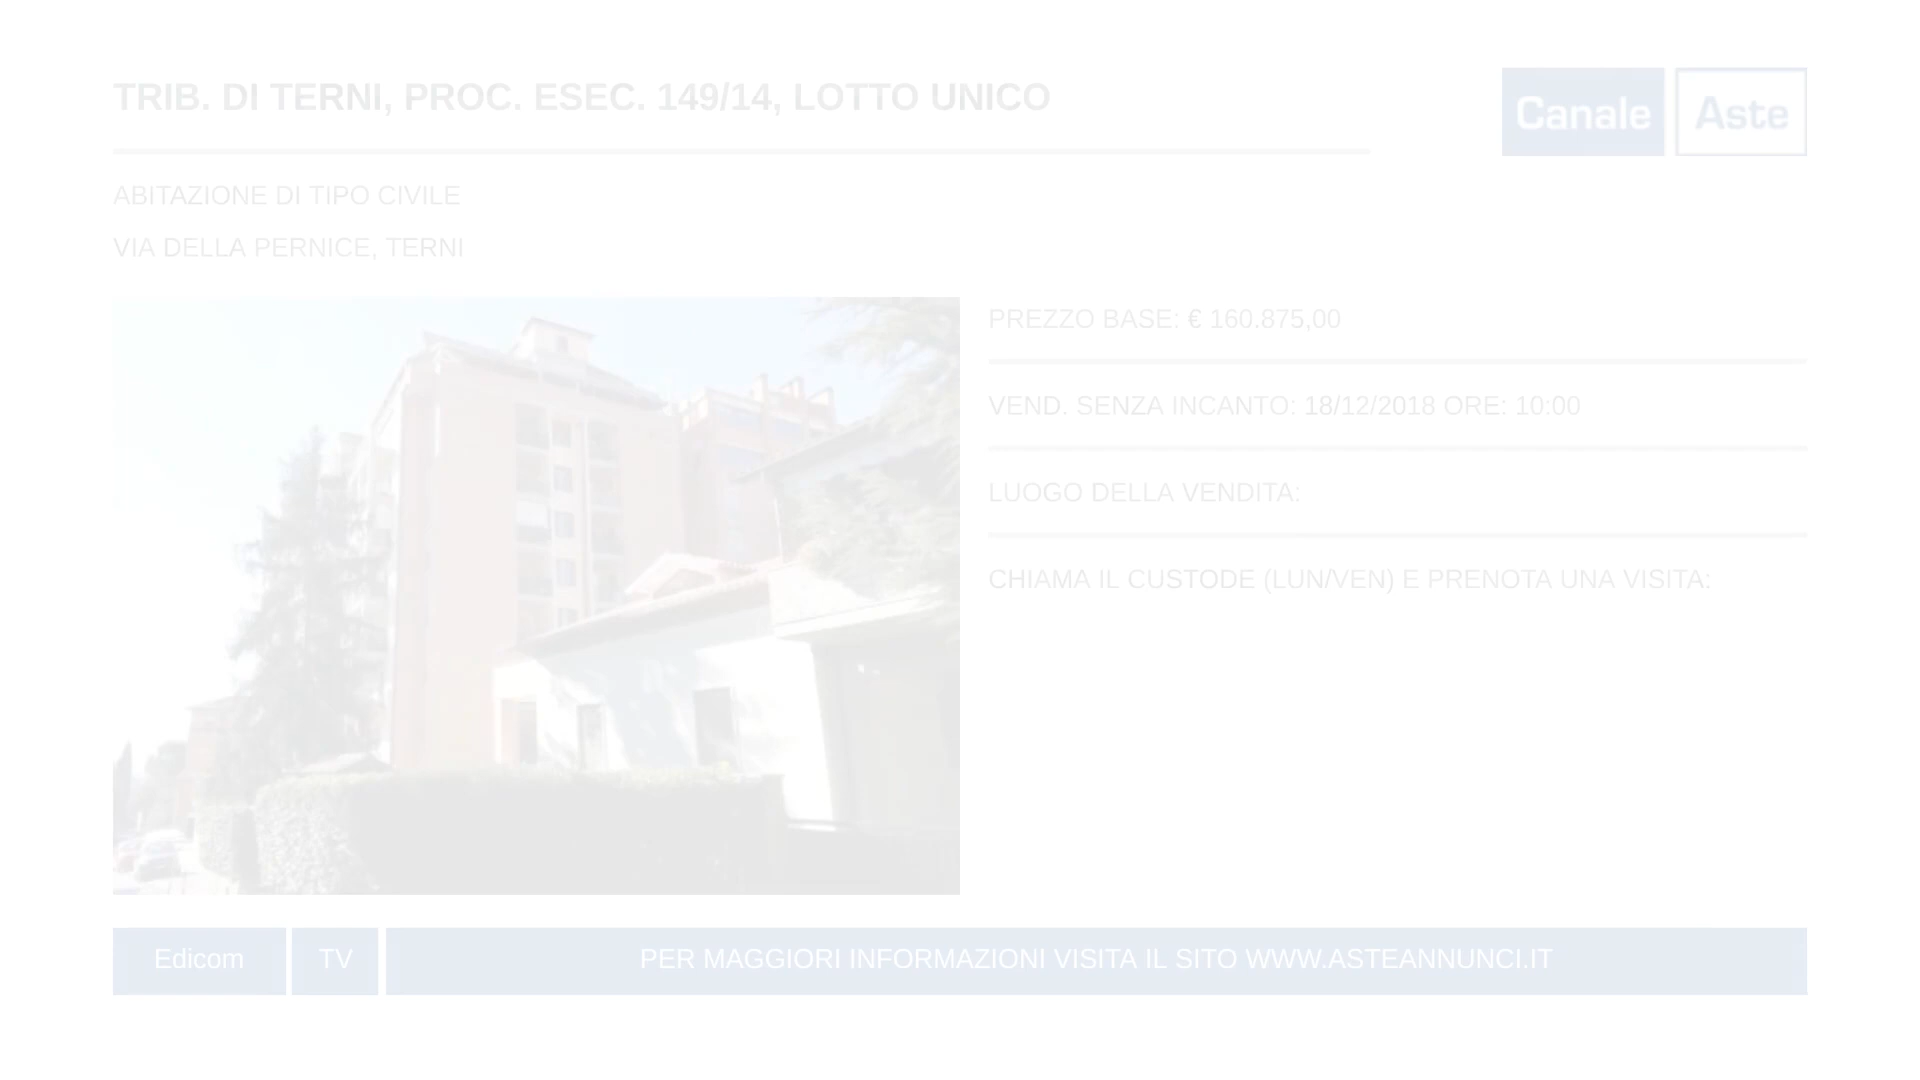 TRIB. DI TERNI, PROC. ESEC. 149/14, LOTTO UNICO
Canale Aste
ABITAZIONE DI TIPO CIVILE
VIA DELLA PERNICE, TERNI
PREZZO BASE: € 160.875,00
VEND. SENZA INCANTO: 18/12/2018 ORE: 10:00
LUOGO DELLA VENDITA:
CHIAMA IL CUSTODE (LUN/VEN) E PRENOTA UNA VISITA:
Edicom TV PER MAGGIORI INFORMAZIONI VISITA IL SITO WWW.ASTEANNUNCI.IT